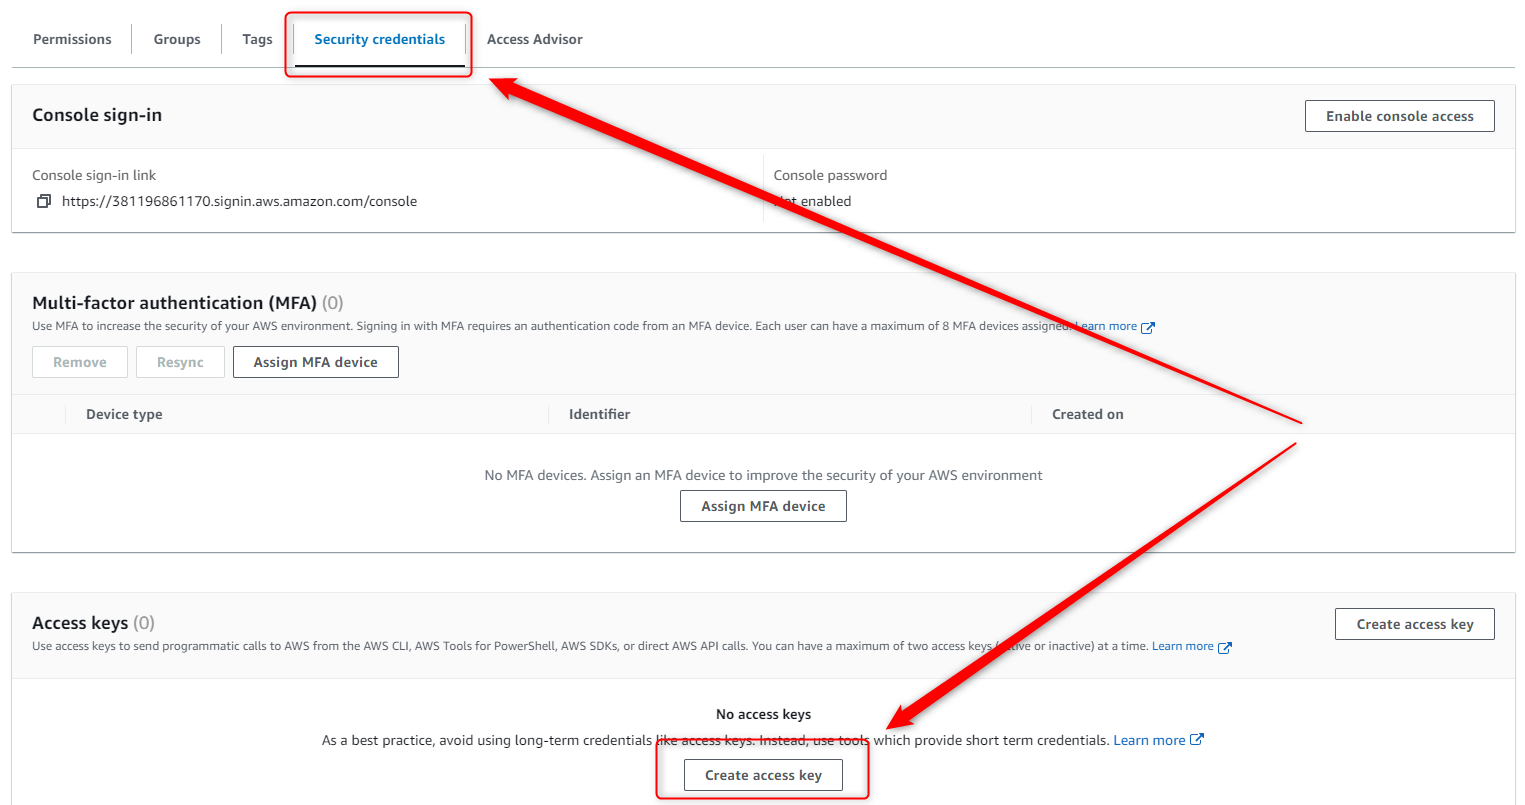 Permissions
Groups
Tags
Security credentials
Access Advisor
Console sign-in
Enable console access
Console sign-in link
https://381196861170.signin.aws.amazon.com/console
Console password
Not enabled
Multi-factor authentication (MFA) (0)
Use MFA to increase the security of your AWS environment. Signing in with MFA requires an authentication code from an MFA device. Each user can have a maximum of 8 MFA devices assigned. Learn more
Remove
Resync
Assign MFA device
Device type
Identifier
Created on
No MFA devices. Assign an MFA device to improve the security of your AWS environment
Assign MFA device
Access keys (0)
Create access key
Use access keys to send programmatic calls to AWS from the AWS CLI, AWS Tools for PowerShell, AWS SDKs, or direct AWS API calls. You can have a maximum of two access keys (active or inactive) at a time. Learn more
No access keys
As a best practice, avoid using long-term credentials like access keys. Instead, use tools which provide short term credentials. Learn more
Create access key